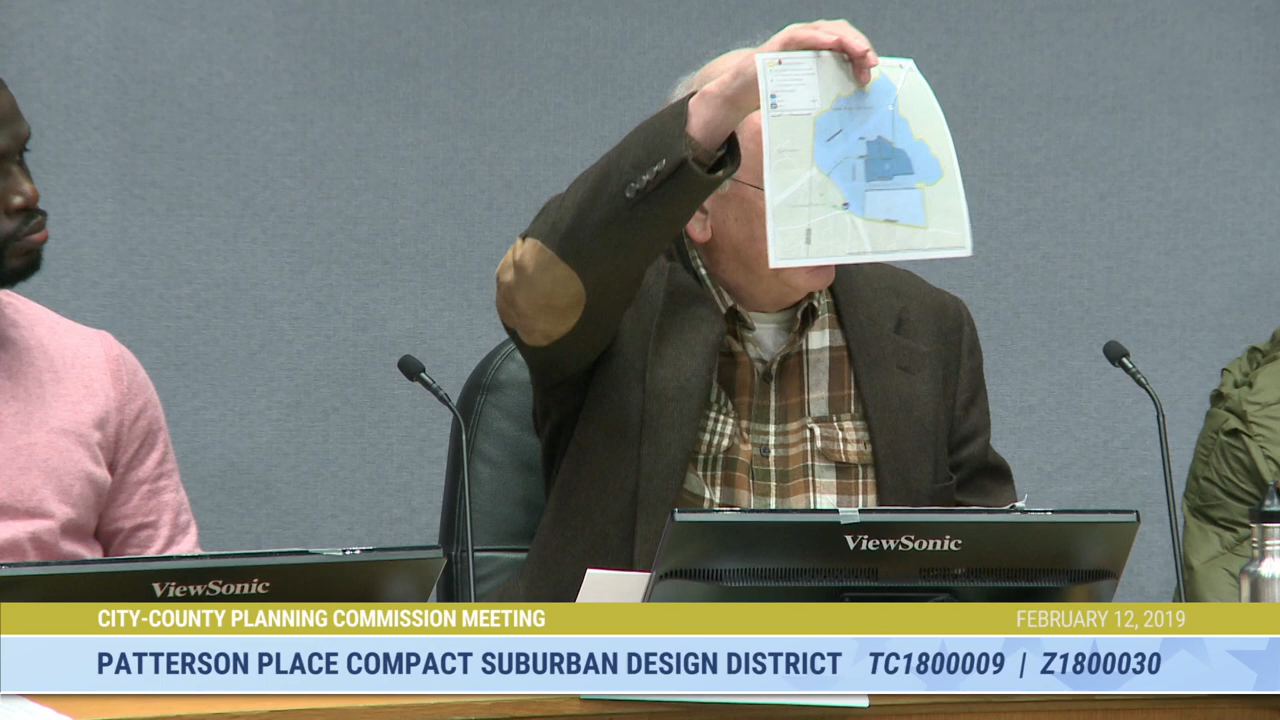 ViewSonic
ViewSonic
CITY-COUNTY PLANNING COMMISSION MEETING FEBRUARY 12, 2019
PATTERSON PLACE COMPACT SUBURBAN DESIGN DISTRICT TC1800009 | Z1800030